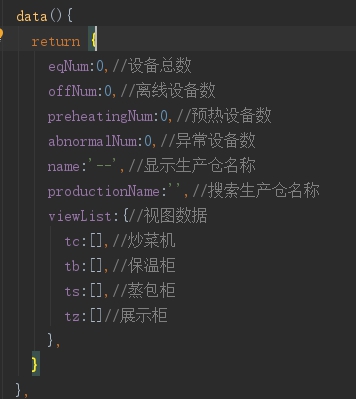 data(){
return {
eqNum:0,//设备总数
offNum:0,//离线设备数
preheatingNum:0,//预热设备数
abnormalNum:0,//异常设备数
name:'--',//显示生产仓名称
productionName:'',//搜索生产仓名称
viewList:{//视图数据
tc:[],//炒菜机
tb:[],//保温柜
ts:[],//蒸包柜
tz:[]//展示柜
},
}
},